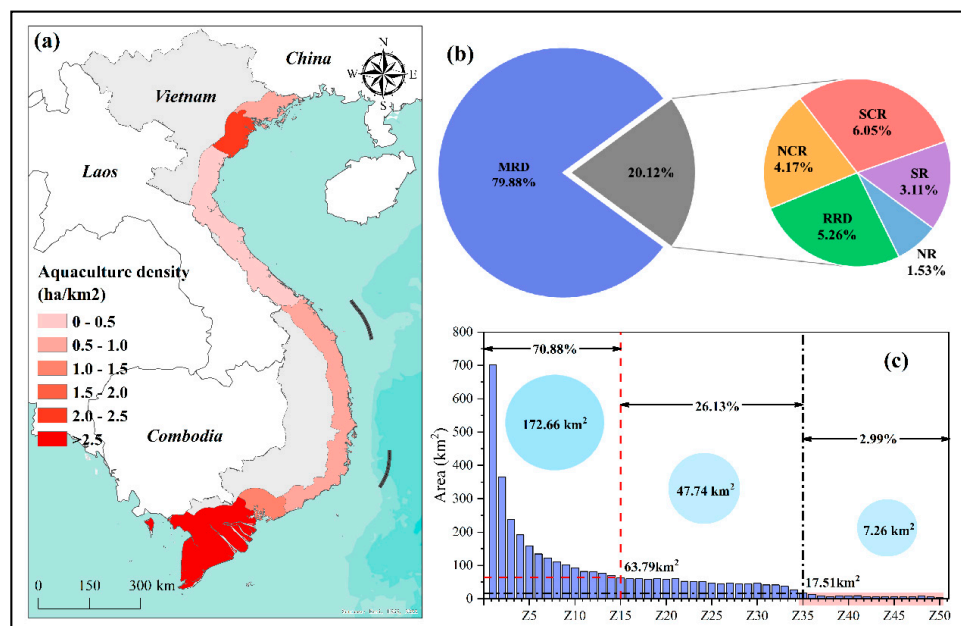 (a)
China
N
W E
S
Vietnam
Laos
Aquaculture density
(ha/km2)
0 - 0.5
0.5 - 1.0
1.0 - 1.5
1.5 - 2.0
2.0 - 2.5
>2.5
Combodia
0 150 300 km
(b)
MRD
79.88%
20.12%
SCR
6.05%
NCR
4.17%
SR
3.11%
RRD
5.26%
NR
1.53%
(c)
Area (km²)
800
700
600
500
400
300
200
100
0
70.88%
26.13%
2.99%
172.66 km²
47.74 km²
7.26 km²
63.79km²
17.51km²
Z5 Z10 Z15 Z20 Z25 Z30 Z35 Z40 Z45 Z50